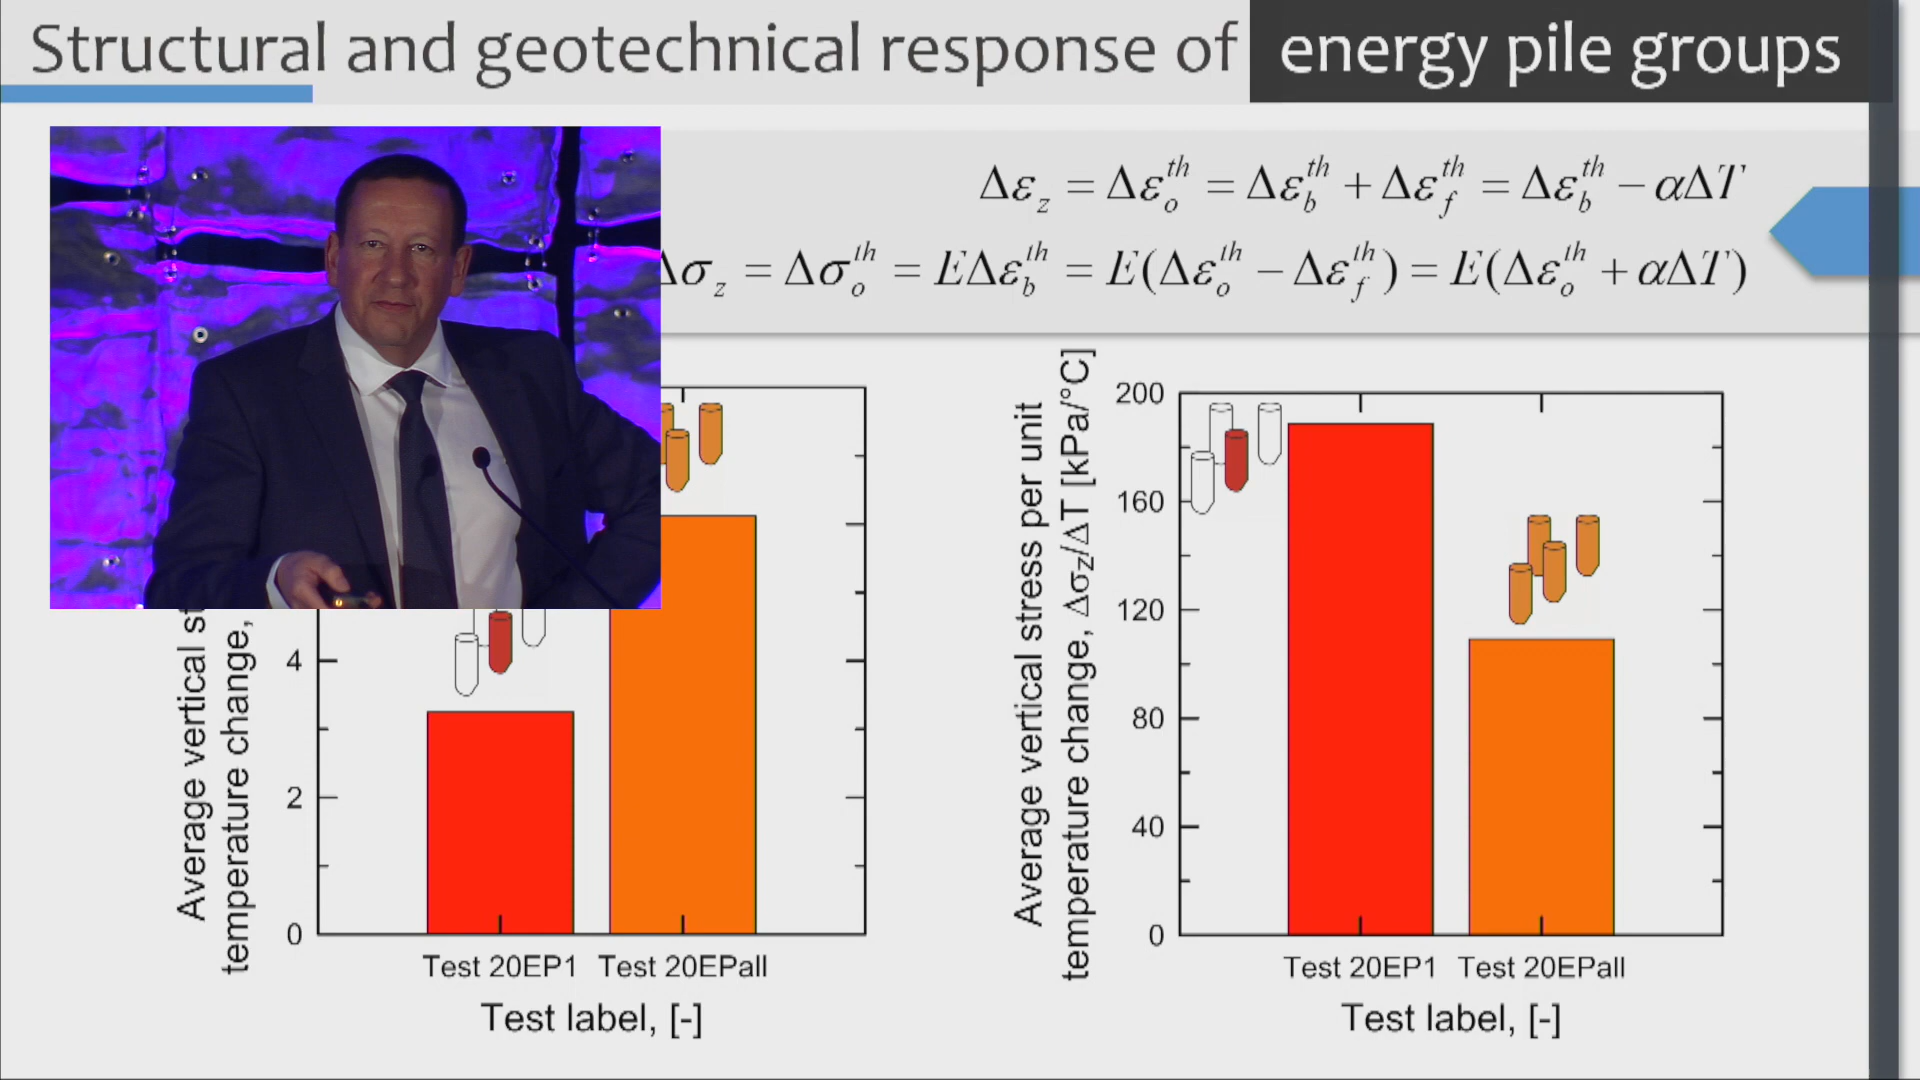 Structural and geotechnical response of energy pile groups
Δε_z = Δε_o^th = Δε_b^th + Δε_f^th = Δε_b^th − αΔT
Δσ_z = Δσ_o^th = EΔε_b^th = E(Δε_o^th − Δε_f^th) = E(Δε_o^th + αΔT)
Average vertical
temperature change,
4
2
0
Test 20EP1 Test 20EPall
Test label, [-]
Average vertical stress per unit
temperature change, Δσ_z/ΔT [kPa/°C]
200
160
120
80
40
0
Test 20EP1 Test 20EPall
Test label, [-]